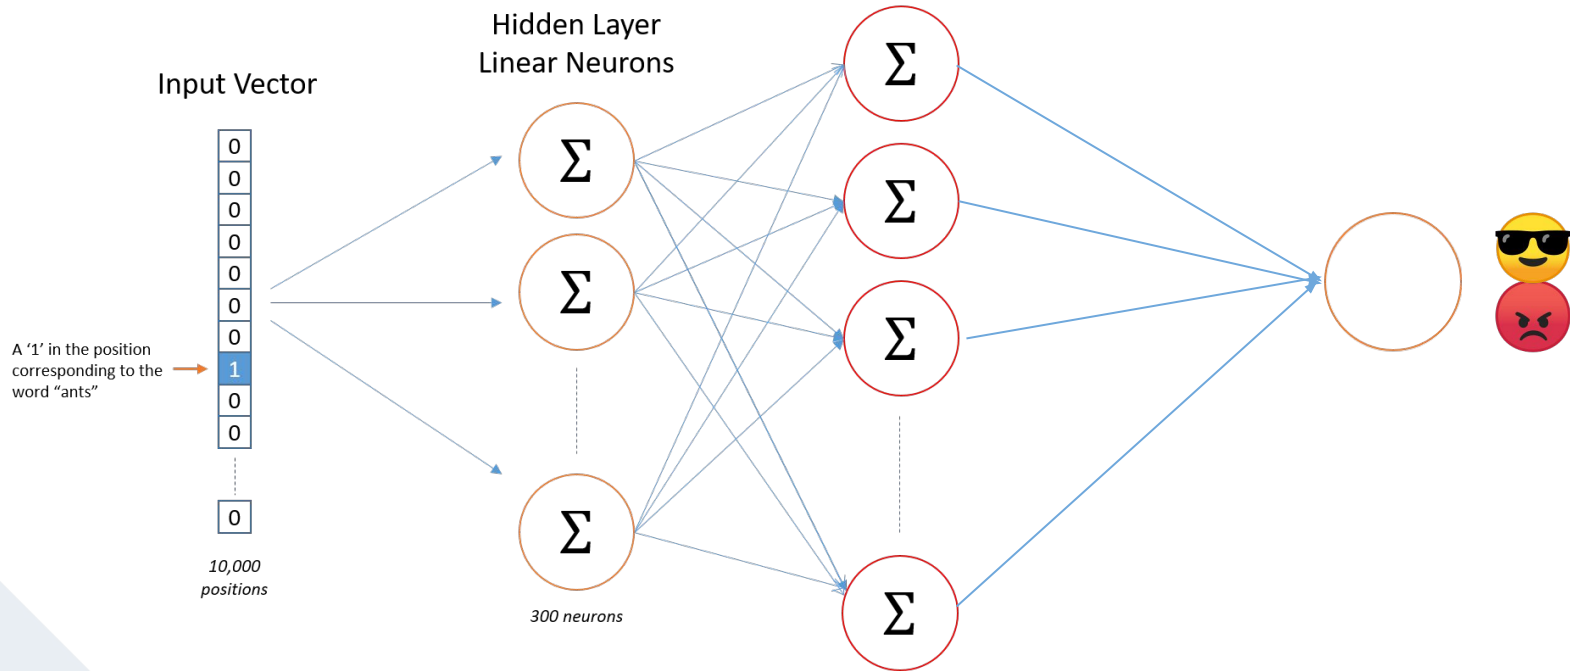 Hidden Layer
Linear Neurons
Input Vector
Σ
Σ
Σ
Σ
Σ
Σ
Σ
0
0
0
0
0
0
0
1
0
0
0
A ‘1’ in the position
corresponding to the
word “ants”
10,000
positions
300 neurons